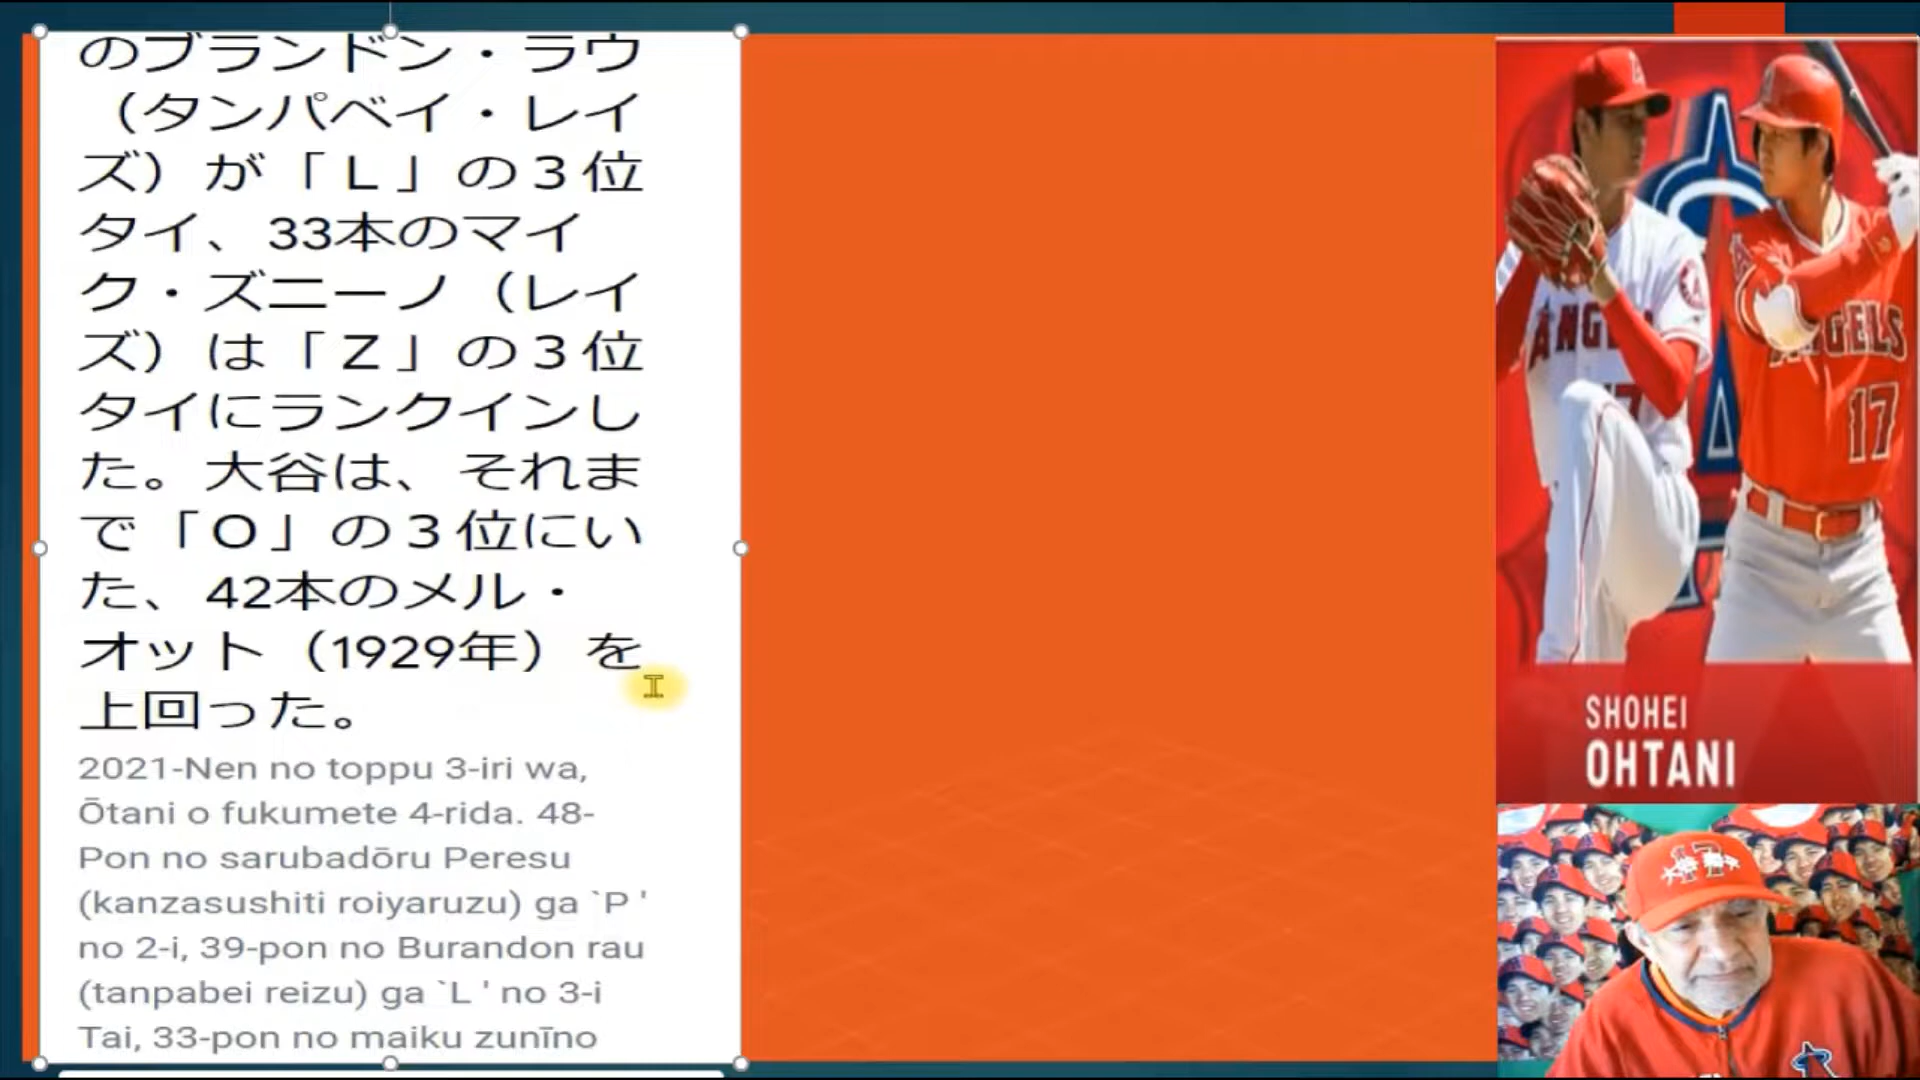 のブランドン・ラウ
（タンパベイ・レイ
ズ）が「Ｌ」の３位
タイ、33本のマイ
ク・ズニーノ（レイ
ズ）は「Ｚ」の３位
タイにランクインし
た。大谷は、それま
で「Ｏ」の３位にい
た、42本のメル・
オット（1929年）を
上回った。
2021-Nen no toppu 3-iri wa,
Ōtani o fukumete 4-rida. 48-
Pon no sarubadōru Peresu
(kanzasushiti roiyaruzu) ga `P '
no 2-i, 39-pon no Burandon rau
(tanpabei reizu) ga `L ' no 3-i
Tai, 33-pon no maiku zunīno
ANGELS
17
SHOHEI
OHTANI